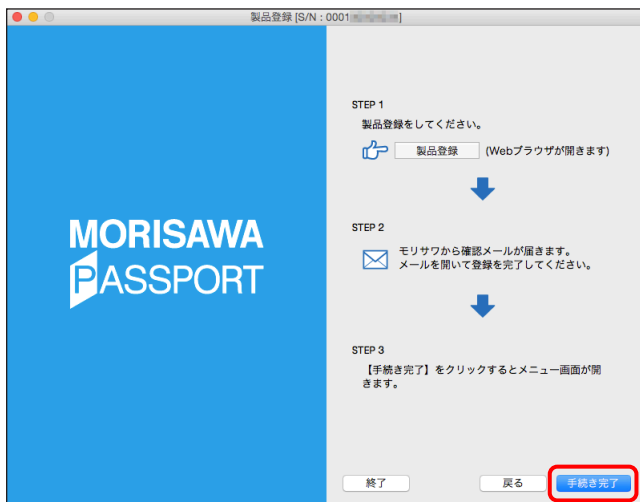 製品登録 [S/N : 0001
MORISAWA
PASSPORT
STEP 1
製品登録をしてください。
製品登録 (Webブラウザが開きます)
STEP 2
モリサワから確認メールが届きます。
メールを開いて登録を完了してください。
STEP 3
【手続き完了】をクリックするとメニュー画面が開
きます。
終了 戻る 手続き完了